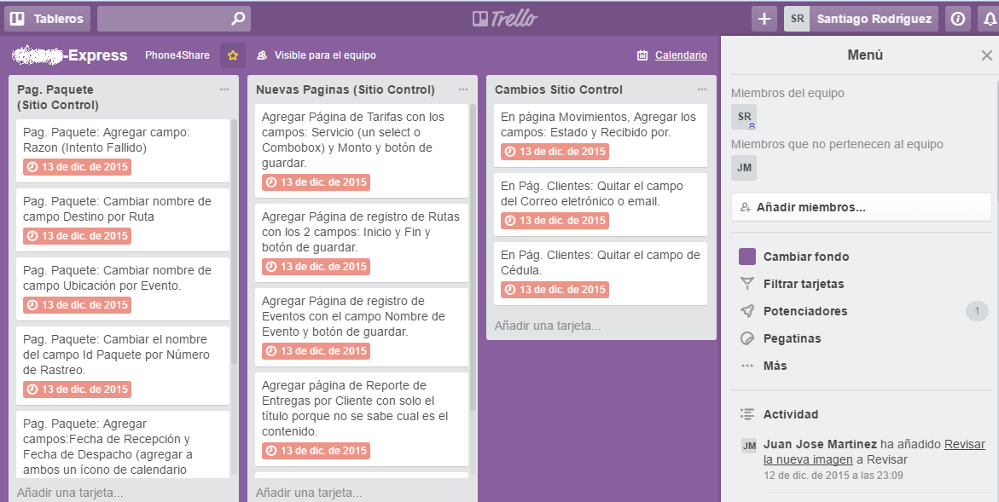 Tableros
Trello
SR Santiago Rodríguez
-Express
Phone4Share
Visible para el equipo
Calendario
Pag. Paquete
(Sitio Control)
Pag. Paquete: Agregar campo:
Razon (Intento Fallido)
13 de dic. de 2015
Pag. Paquete: Cambiar nombre de
campo Destino por Ruta
13 de dic. de 2015
Pag. Paquete: Cambiar nombre de
campo Ubicación por Evento.
13 de dic. de 2015
Pag. Paquete: Cambiar el nombre
del campo Id Paquete por Número
de Rastreo.
13 de dic. de 2015
Pag. Paquete: Agregar
campos:Fecha de Recepción y
Fecha de Despacho (agregar a
ambos un ícono de calendario
Añadir una tarjeta...
Nuevas Paginas (Sitio Control)
Agregar Página de Tarifas con los
campos: Servicio (un select o
Combobox) y Monto y botón de
guardar.
13 de dic. de 2015
Agregar Página de registro de Rutas
con los 2 campos: Inicio y Fin y
botón de guardar.
13 de dic. de 2015
Agregar Página de registro de
Eventos con el campo Nombre de
Evento y botón de guardar.
13 de dic. de 2015
Agregar página de Reporte de
Entregas por Cliente con solo el
título porque no se sabe cual es el
contenido.
13 de dic. de 2015
Añadir una tarjeta...
Cambios Sitio Control
En página Movimientos, Agregar los
campos: Estado y Recibido por.
13 de dic. de 2015
En Pág. Clientes: Quitar el campo
del Correo eletrónico o email.
13 de dic. de 2015
En Pág. Clientes: Quitar el campo de
Cédula.
13 de dic. de 2015
Añadir una tarjeta...
Menú
Miembros del equipo
SR
Miembros que no pertenecen al equipo
JM
Añadir miembros...
Cambiar fondo
Filtrar tarjetas
Potenciadores 1
Pegatinas
Más
Actividad
JM Juan Jose Martinez ha añadido Revisar
la nueva imagen a Revisar
12 de dic. de 2015 a las 23:09